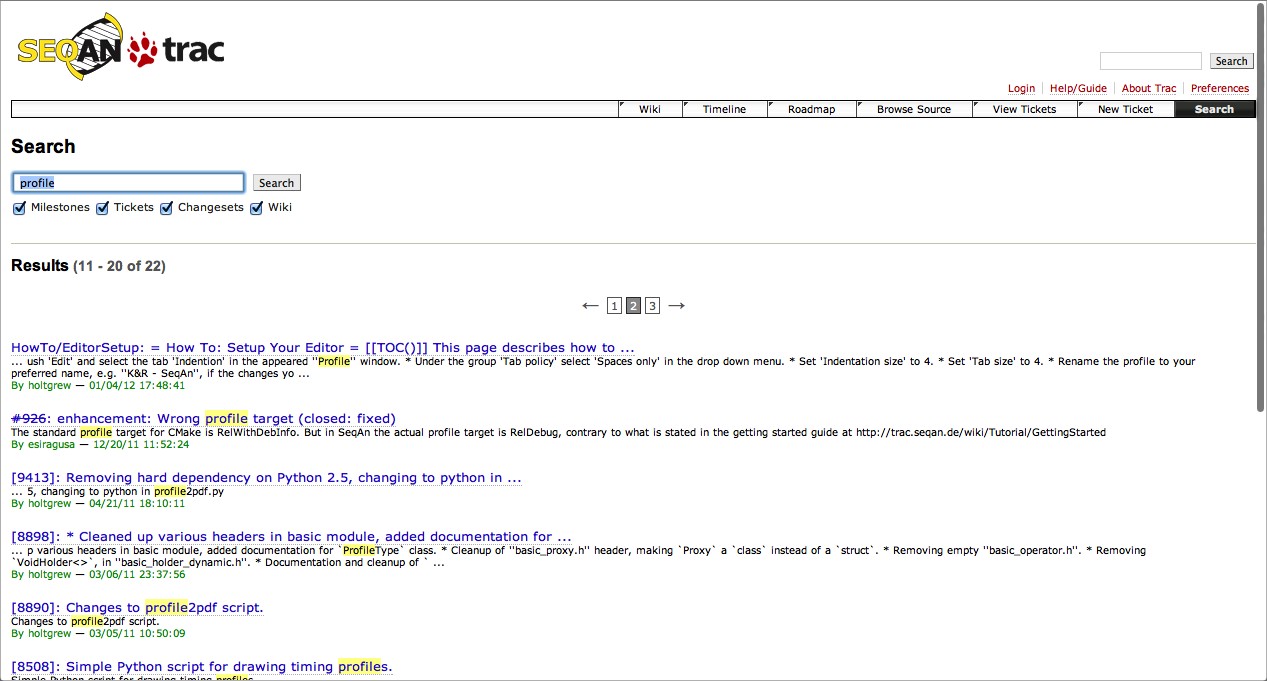 SEQAN trac
Search
Login Help/Guide About Trac Preferences
Wiki Timeline Roadmap Browse Source View Tickets New Ticket Search
Search
profile Search
Milestones Tickets Changesets Wiki
Results (11 - 20 of 22)
← 1 2 3 →
HowTo/EditorSetup: = How To: Setup Your Editor = [[TOC()]] This page describes how to ...
... ush 'Edit' and select the tab 'Indention' in the appeared ''Profile'' window. * Under the group 'Tab policy' select 'Spaces only' in the drop down menu. * Set 'Indentation size' to 4. * Set 'Tab size' to 4. * Rename the profile to your
preferred name, e.g. ''K&R - SeqAn'', if the changes yo ...
By holtgrew — 01/04/12 17:48:41
#926: enhancement: Wrong profile target (closed: fixed)
The standard profile target for CMake is RelWithDebInfo. But in SeqAn the actual profile target is RelDebug, contrary to what is stated in the getting started guide at http://trac.seqan.de/wiki/Tutorial/GettingStarted
By esiragusa — 12/20/11 11:52:24
[9413]: Removing hard dependency on Python 2.5, changing to python in ...
... 5, changing to python in profile2pdf.py
By holtgrew — 04/21/11 18:10:11
[8898]: * Cleaned up various headers in basic module, added documentation for ...
... p various headers in basic module, added documentation for `ProfileType` class. * Cleanup of ''basic_proxy.h'' header, making `Proxy` a `class` instead of a `struct`. * Removing empty ''basic_operator.h''. * Removing
`VoidHolder<>`, in ''basic_holder_dynamic.h''. * Documentation and cleanup of ` ...
By holtgrew — 03/06/11 23:37:56
[8890]: Changes to profile2pdf script.
Changes to profile2pdf script.
By holtgrew — 03/05/11 10:50:09
[8508]: Simple Python script for drawing timing profiles.
Simple Python script for drawing timing profiles.